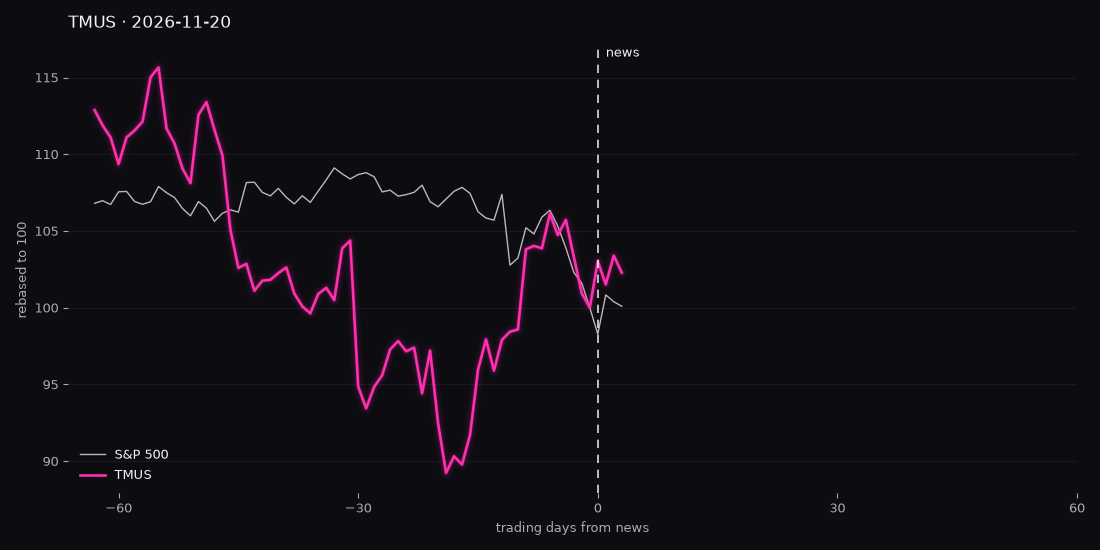 TMUS · 2026-11-20
news
115
110
105
100
95
90
rebased to 100
S&P 500
TMUS
−60
−30
0
30
60
trading days from news